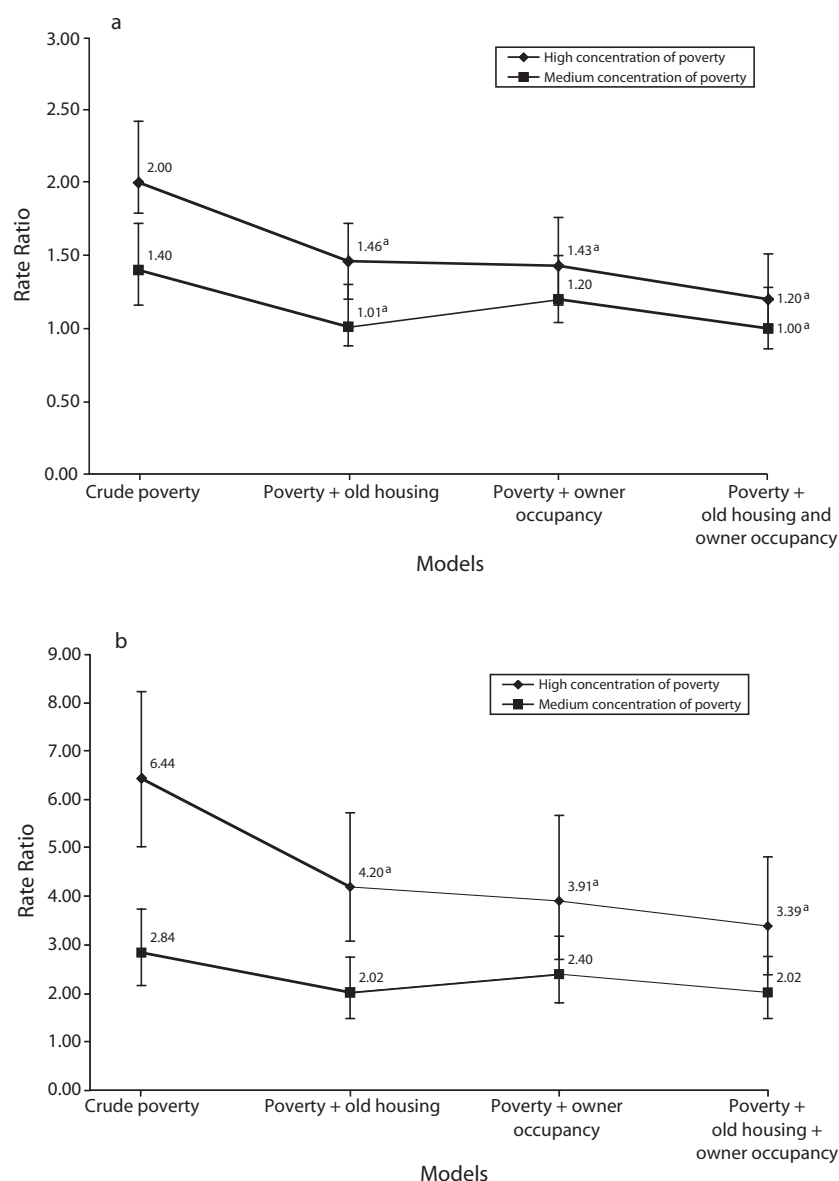 a
3.00
2.50
2.00
1.50
1.00
0.50
0.00
Rate Ratio
High concentration of poverty
Medium concentration of poverty
2.00
1.46a
1.43a
1.20a
1.40
1.01a
1.20
1.00a
Crude poverty
Poverty + old housing
Poverty + owner
occupancy
Poverty +
old housing and
owner occupancy
Models
b
9.00
8.00
7.00
6.00
5.00
4.00
3.00
2.00
1.00
0.00
Rate Ratio
High concentration of poverty
Medium concentration of poverty
6.44
4.20a
3.91a
3.39a
2.84
2.02
2.40
2.02
Crude poverty
Poverty + old housing
Poverty + owner
occupancy
Poverty +
old housing +
owner occupancy
Models